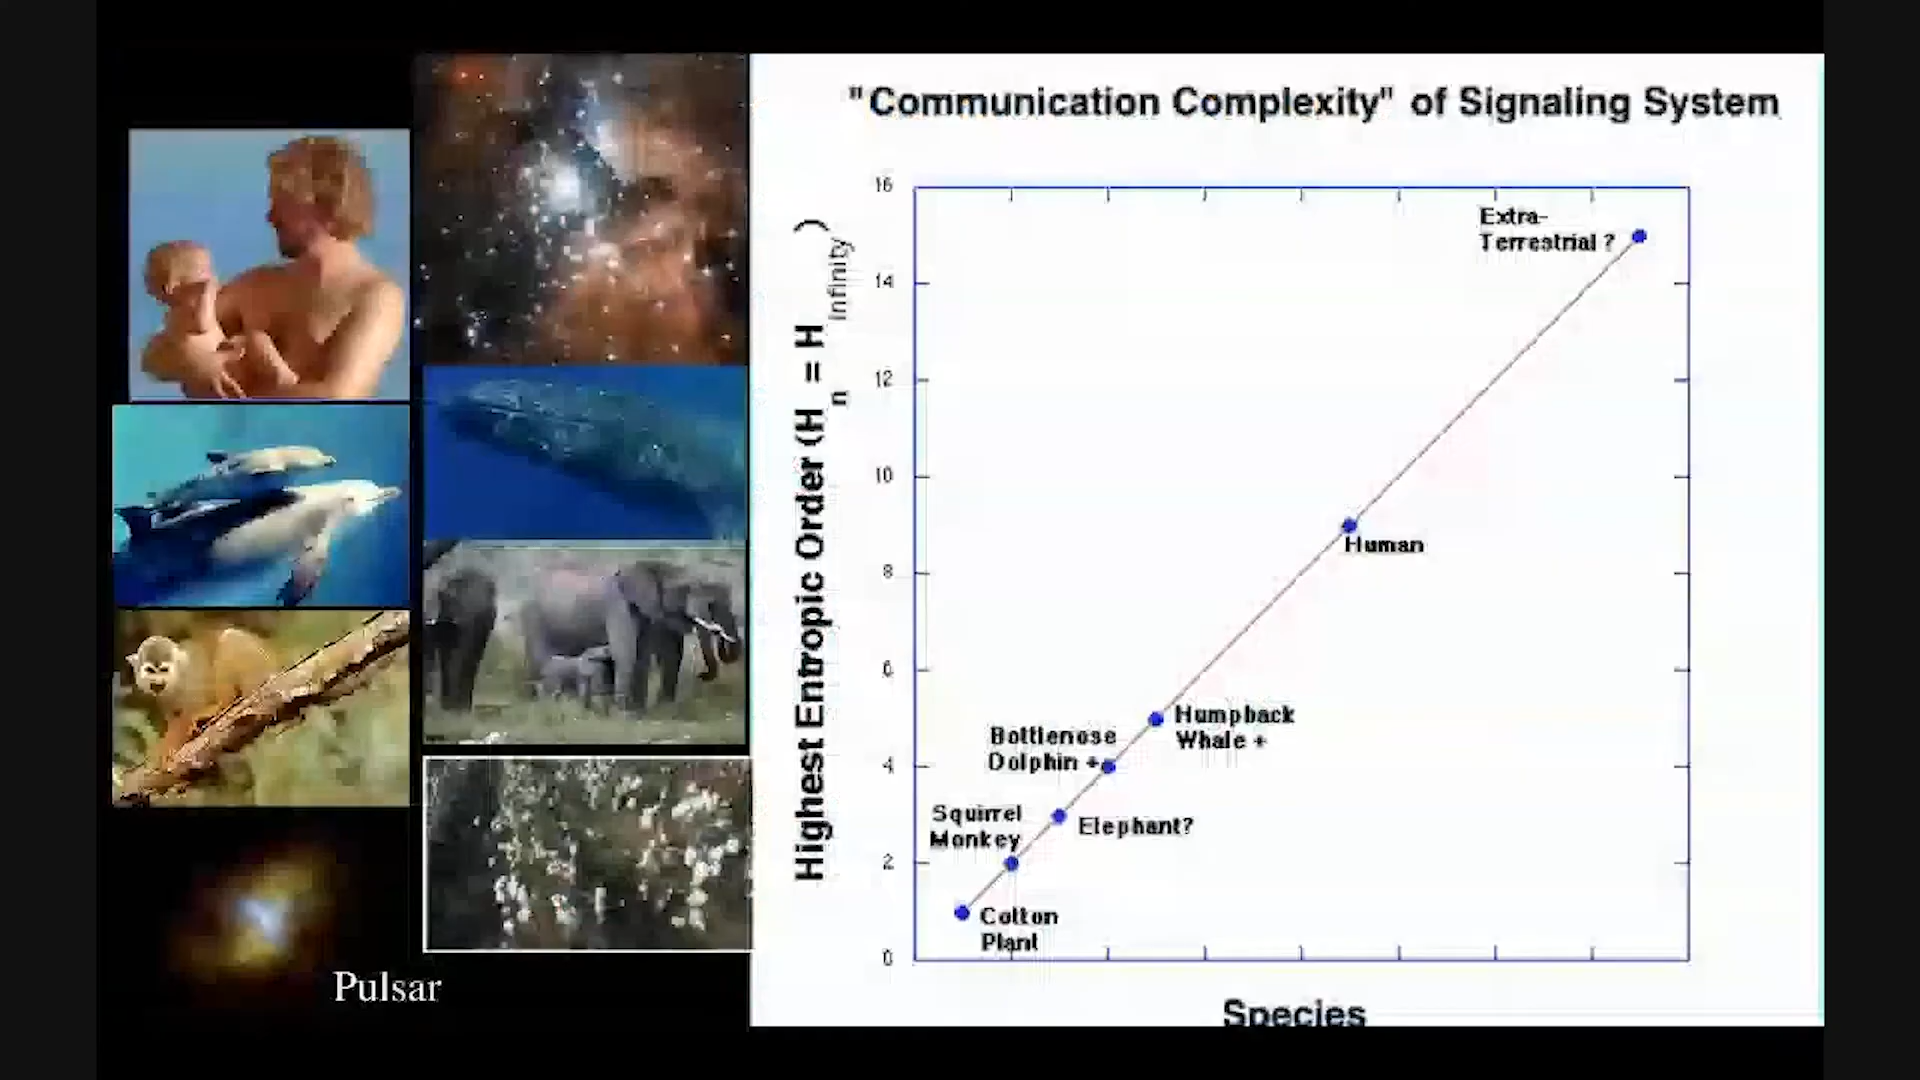 "Communication Complexity" of Signaling System
Highest Entropic Order (H n = H infinity )
16
14
12
10
8
6
4
2
0
Extra-
Terrestrial ?
Human
Humpback
Whale +
Bottlenose
Dolphin +
Elephant?
Squirrel
Monkey
Cotton
Plant
Species
Pulsar